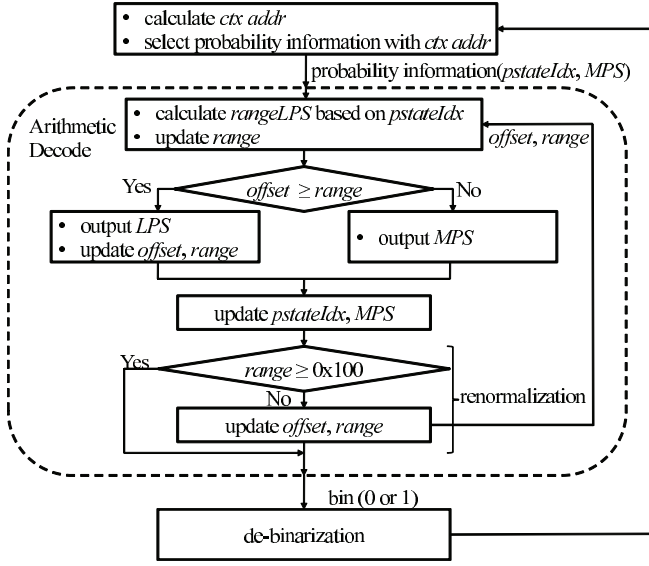 • calculate ctx addr
• select probability information with ctx addr
probability information(pstateIdx, MPS)
Arithmetic
Decode
• calculate rangeLPS based on pstateIdx
• update range
offset, range
Yes
offset ≥ range
No
• output LPS
• update offset, range
• output MPS
update pstateIdx, MPS
Yes
range ≥ 0x100
No
renormalization
update offset, range
bin (0 or 1)
de-binarization